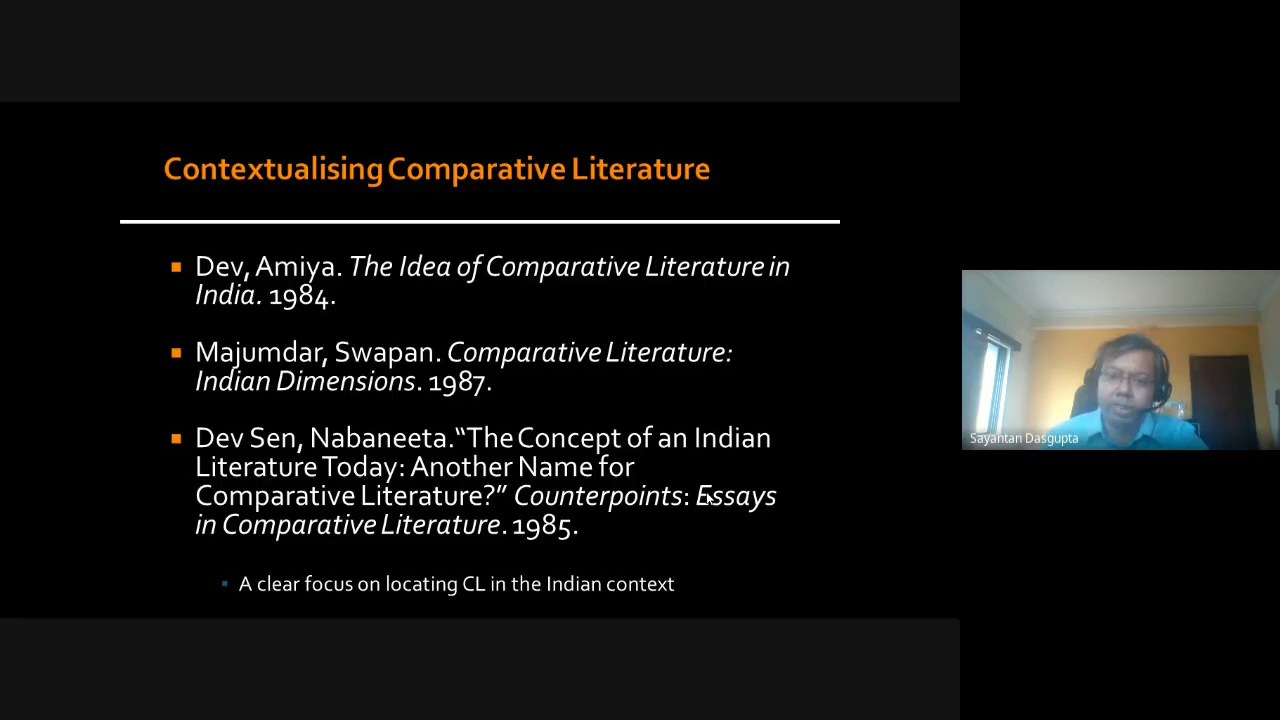 Contextualising Comparative Literature
Dev, Amiya. The Idea of Comparative Literature in
India. 1984.
Majumdar, Swapan. Comparative Literature:
Indian Dimensions. 1987.
Dev Sen, Nabaneeta.“The Concept of an Indian
Literature Today: Another Name for
Comparative Literature?” Counterpoints: Essays
in Comparative Literature. 1985.
A clear focus on locating CL in the Indian context
Sayantan Dasgupta